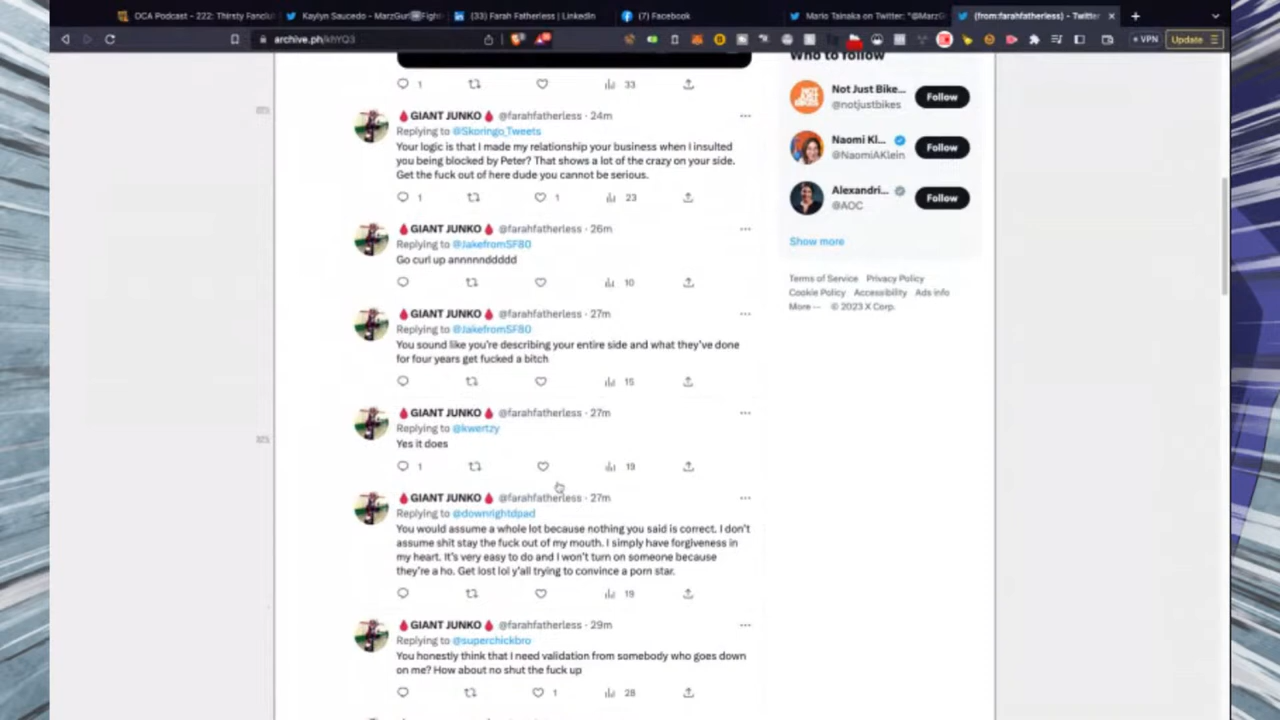 OCA Podcast - 222: Thirsty Fanclu
Kaylyn Saucedo - MarzGur
Fight
(33) Farah Fatherless | LinkedIn
(7) Facebook
Mario Tainaka on Twitter: "@MarzG
(from:farahfatherless) - Twitter
archive.ph/khYQ3
VPN
Update
33
Who to follow
GIANT JUNKO @farahfatherless · 24m
Replying to @Skoringo_Tweets
Your logic is that I made my relationship your business when I insulted
you being blocked by Peter? That shows a lot of the crazy on your side.
Get the fuck out of here dude you cannot be serious.
1 1 23
GIANT JUNKO @farahfatherless · 26m
Replying to @JakefromSF80
Go curl up annnnnddddd
10
GIANT JUNKO @farahfatherless · 27m
Replying to @JakefromSF80
You sound like you're describing your entire side and what they've done
for four years get fucked a bitch
15
GIANT JUNKO @farahfatherless · 27m
Replying to @kwertzy
Yes it does
1 19
GIANT JUNKO @farahfatherless · 27m
Replying to @downrightdpad
You would assume a whole lot because nothing you said is correct. I don't
assume shit stay the fuck out of my mouth. I simply have forgiveness in
my heart. It's very easy to do and I won't turn on someone because
they're a ho. Get lost lol y'all trying to convince a porn star.
19
GIANT JUNKO @farahfatherless · 29m
Replying to @superchickbro
You honestly think that I need validation from somebody who goes down
on me? How about no shut the fuck up
1 28
Not Just Bike...
@notjustbikes
Follow
Naomi Kl...
@NaomiAKlein
Follow
Alexandri...
@AOC
Follow
Show more
Terms of Service Privacy Policy
Cookie Policy Accessibility Ads info
More ··· © 2023 X Corp.